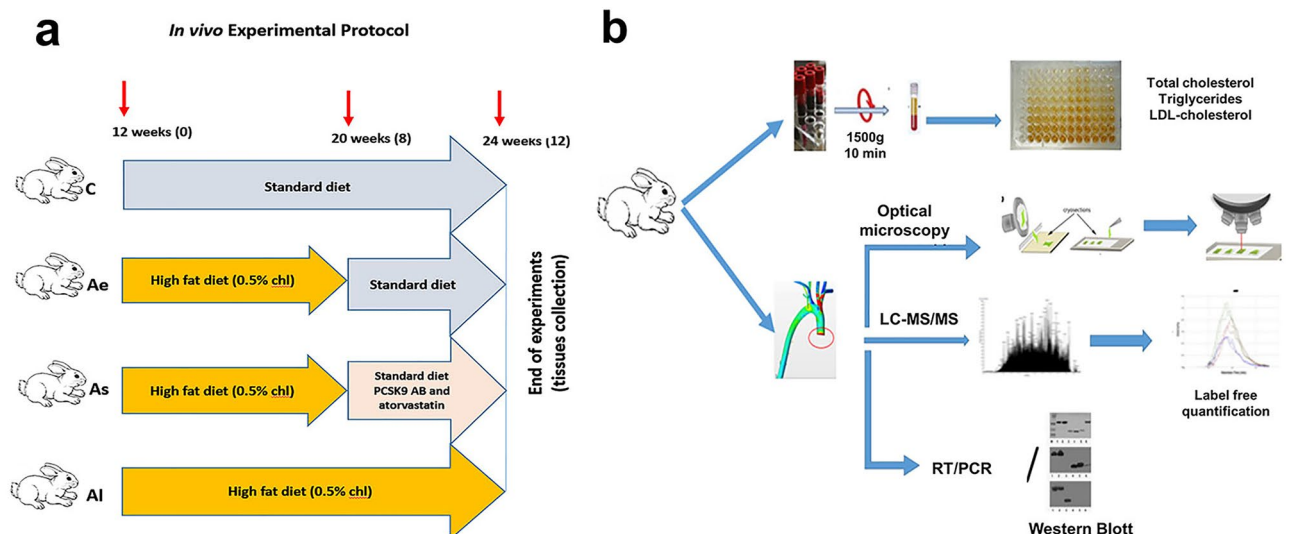 a
In vivo Experimental Protocol
12 weeks (0)
20 weeks (8)
24 weeks (12)
C
Standard diet
Ae
High fat diet (0.5% chl)
Standard diet
As
High fat diet (0.5% chl)
Standard diet
PCSK9 AB and
atorvastatin
Al
High fat diet (0.5% chl)
End of experiments
(tissues collection)
b
1500g
10 min
Total cholesterol
Triglycerides
LDL-cholesterol
Optical
microscopy
cryosections
LC-MS/MS
Label free
quantification
RT/PCR
Western Blott